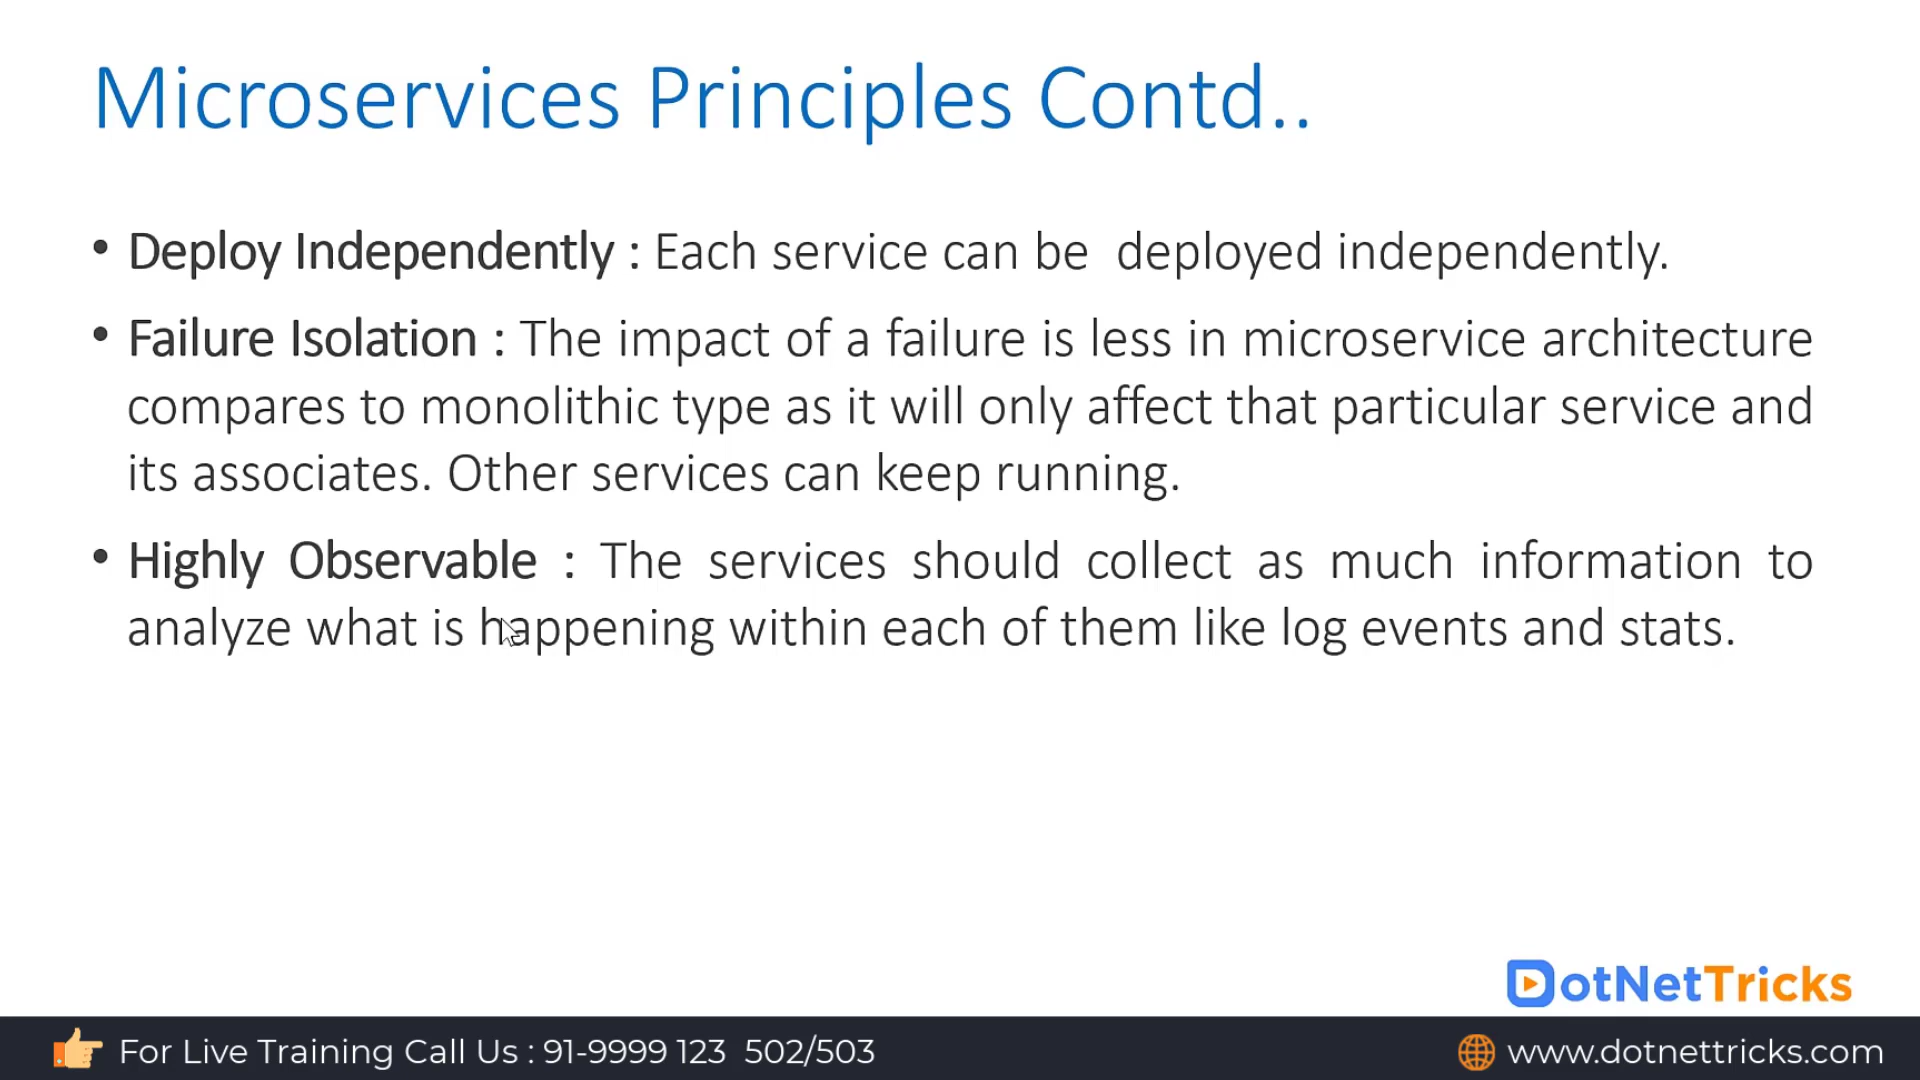 Microservices Principles Contd..
• Deploy Independently : Each service can be deployed independently.
• Failure Isolation : The impact of a failure is less in microservice architecture
compares to monolithic type as it will only affect that particular service and
its associates. Other services can keep running.
• Highly Observable : The services should collect as much information to
analyze what is happening within each of them like log events and stats.
DotNetTricks
For Live Training Call Us : 91-9999 123 502/503
www.dotnettricks.com